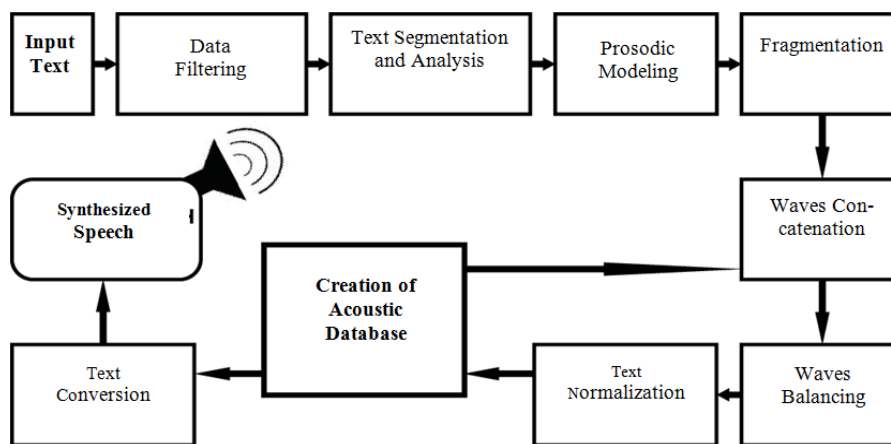 Input
Text
Data
Filtering
Text Segmentation
and Analysis
Prosodic
Modeling
Fragmentation
Synthesized
Speech
Creation of
Acoustic
Database
Waves Con-
catenation
Text
Conversion
Text
Normalization
Waves
Balancing